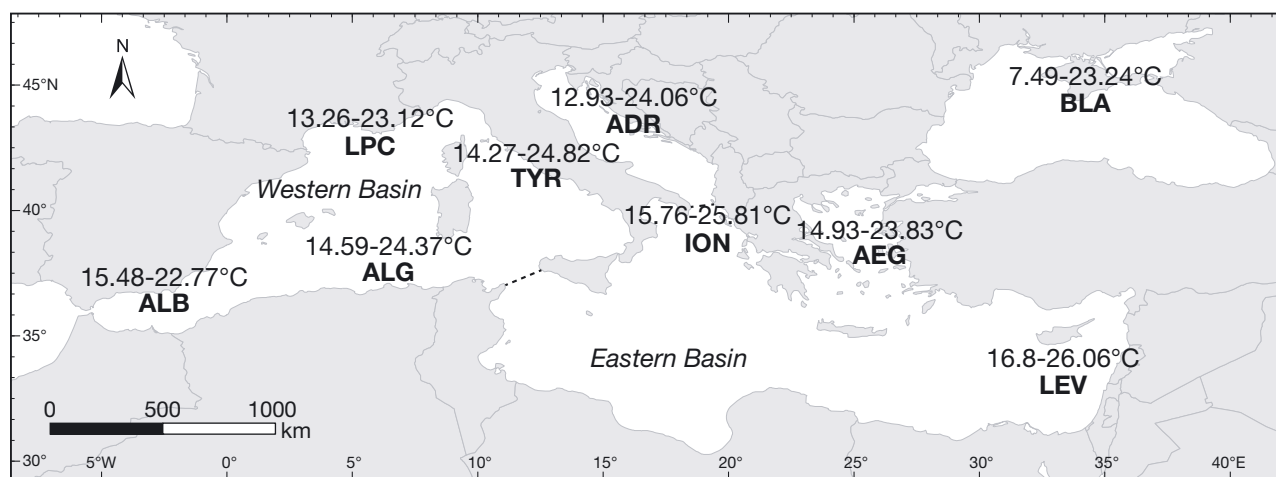 N
45°N
40°
35°
30°
5°W
0°
5°
10°
15°
20°
25°
30°
35°
40°E
7.49-23.24°C
BLA
12.93-24.06°C
ADR
13.26-23.12°C
LPC
14.27-24.82°C
TYR
Western Basin
15.76-25.81°C
ION
14.93-23.83°C
AEG
14.59-24.37°C
ALG
15.48-22.77°C
ALB
Eastern Basin
16.8-26.06°C
LEV
0 500 1000
km